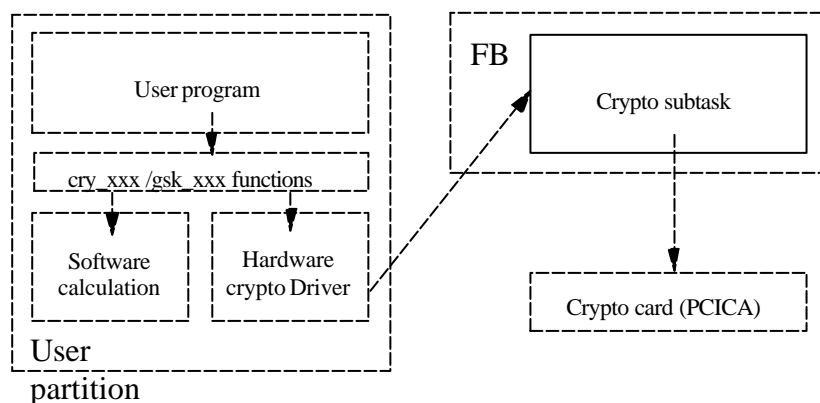 User program
cry_xxx /gsk_xxx functions
Software
calculation
Hardware
crypto Driver
User
partition
FB
Crypto subtask
Crypto card (PCICA)